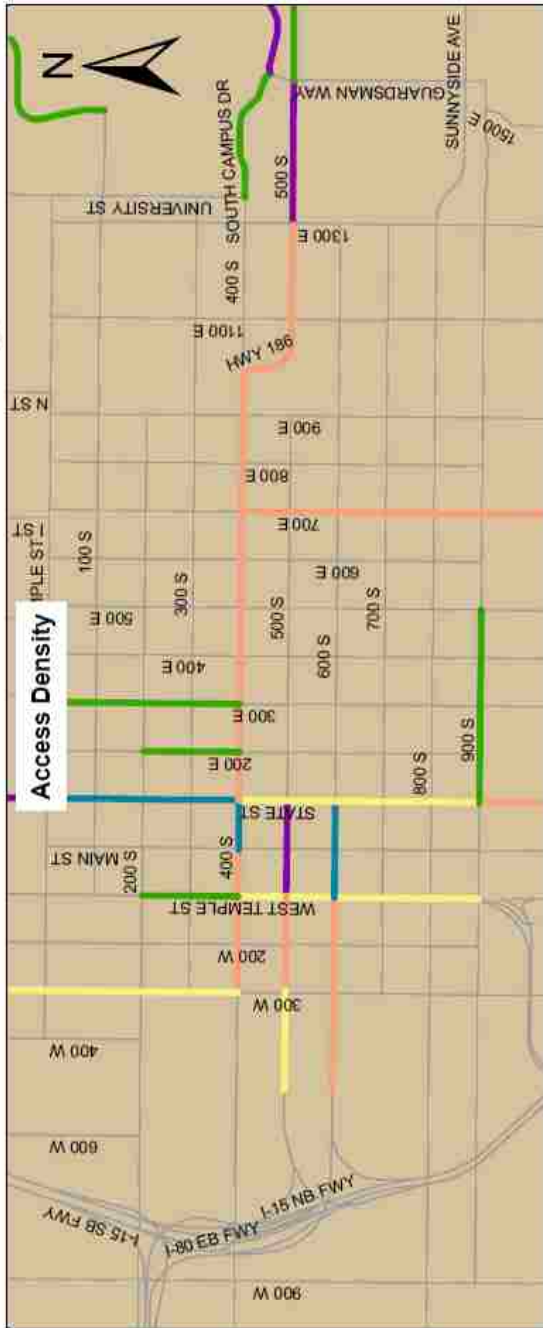 Access Density
N
N ST
I ST
MPLE ST
100 S
UNIVERSITY ST
SOUTH CAMPUS DR
400 S
500 S
GUARDSMAN WAY
SUNNYSIDE AVE
1500 E
1300 E
1100 E
HWY 186
900 E
800 E
700 E
600 E
500 E
300 S
400 E
500 S
600 S
700 S
300 E
200 E
STATE ST
800 S
900 S
MAIN ST
200 S
400 S
WEST TEMPLE ST
200 W
300 W
400 W
600 W
I-15 SB FWY
I-80 EB FWY
I-15 NB FWY
900 W